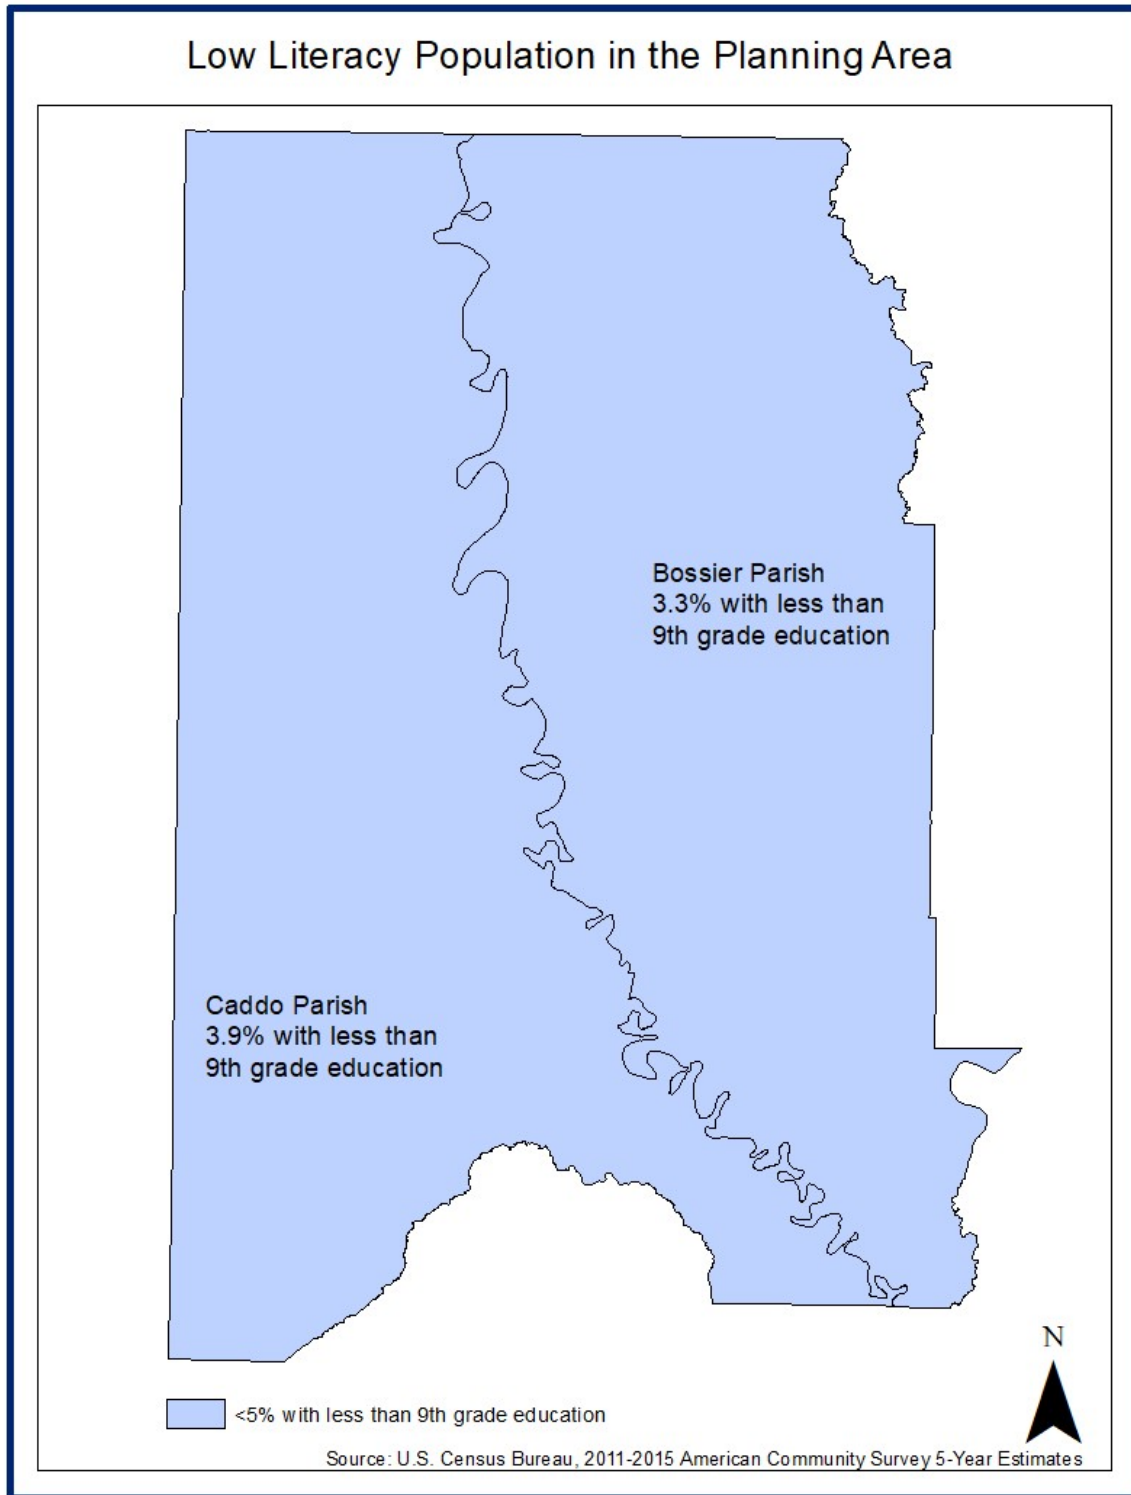 Low Literacy Population in the Planning Area
Bossier Parish
3.3% with less than
9th grade education
Caddo Parish
3.9% with less than
9th grade education
N
<5% with less than 9th grade education
Source: U.S. Census Bureau, 2011-2015 American Community Survey 5-Year Estimates